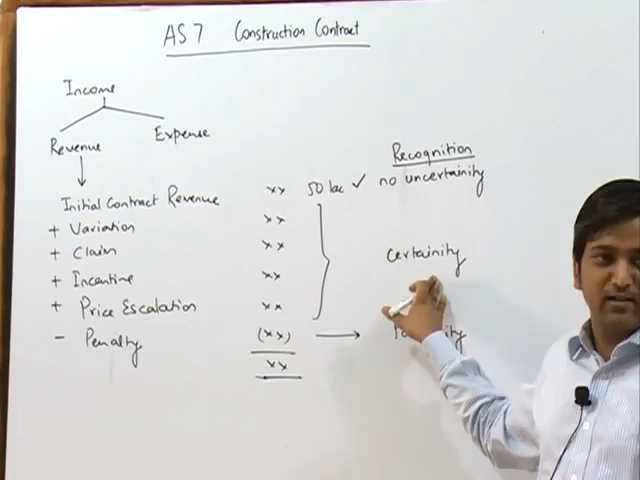 AS 7 Construction Contract
Income
Revenue Expense
Recognition
Initial Contract Revenue xx 50 lac ✓ no uncertainity
+ Variation xx
+ Claim xx
+ Incentive xx
certainity
+ Price Escalation xx
- Penalty (xx)
xx